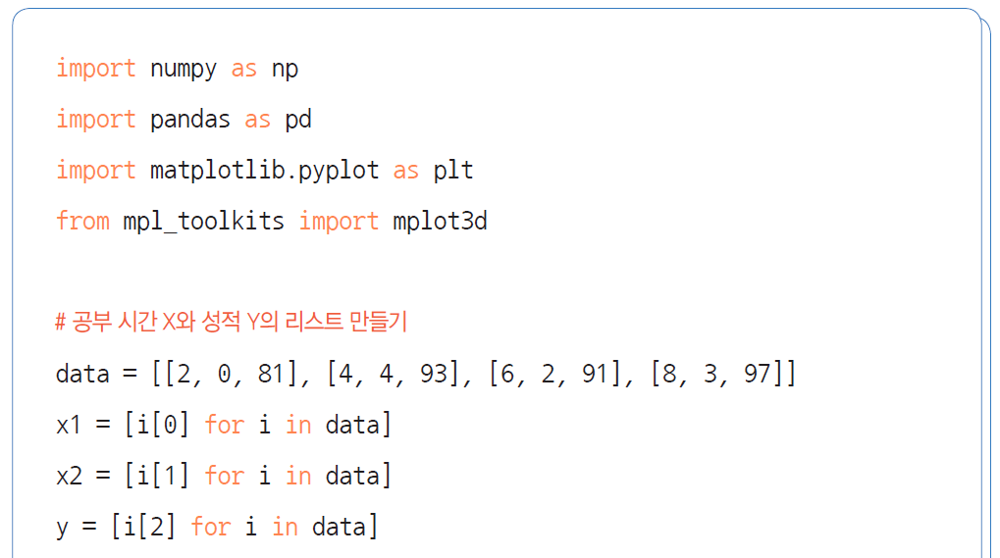 import numpy as np
import pandas as pd
import matplotlib.pyplot as plt
from mpl_toolkits import mplot3d
# 공부 시간 X와 성적 Y의 리스트 만들기
data = [[2, 0, 81], [4, 4, 93], [6, 2, 91], [8, 3, 97]]
x1 = [i[0] for i in data]
x2 = [i[1] for i in data]
y = [i[2] for i in data]